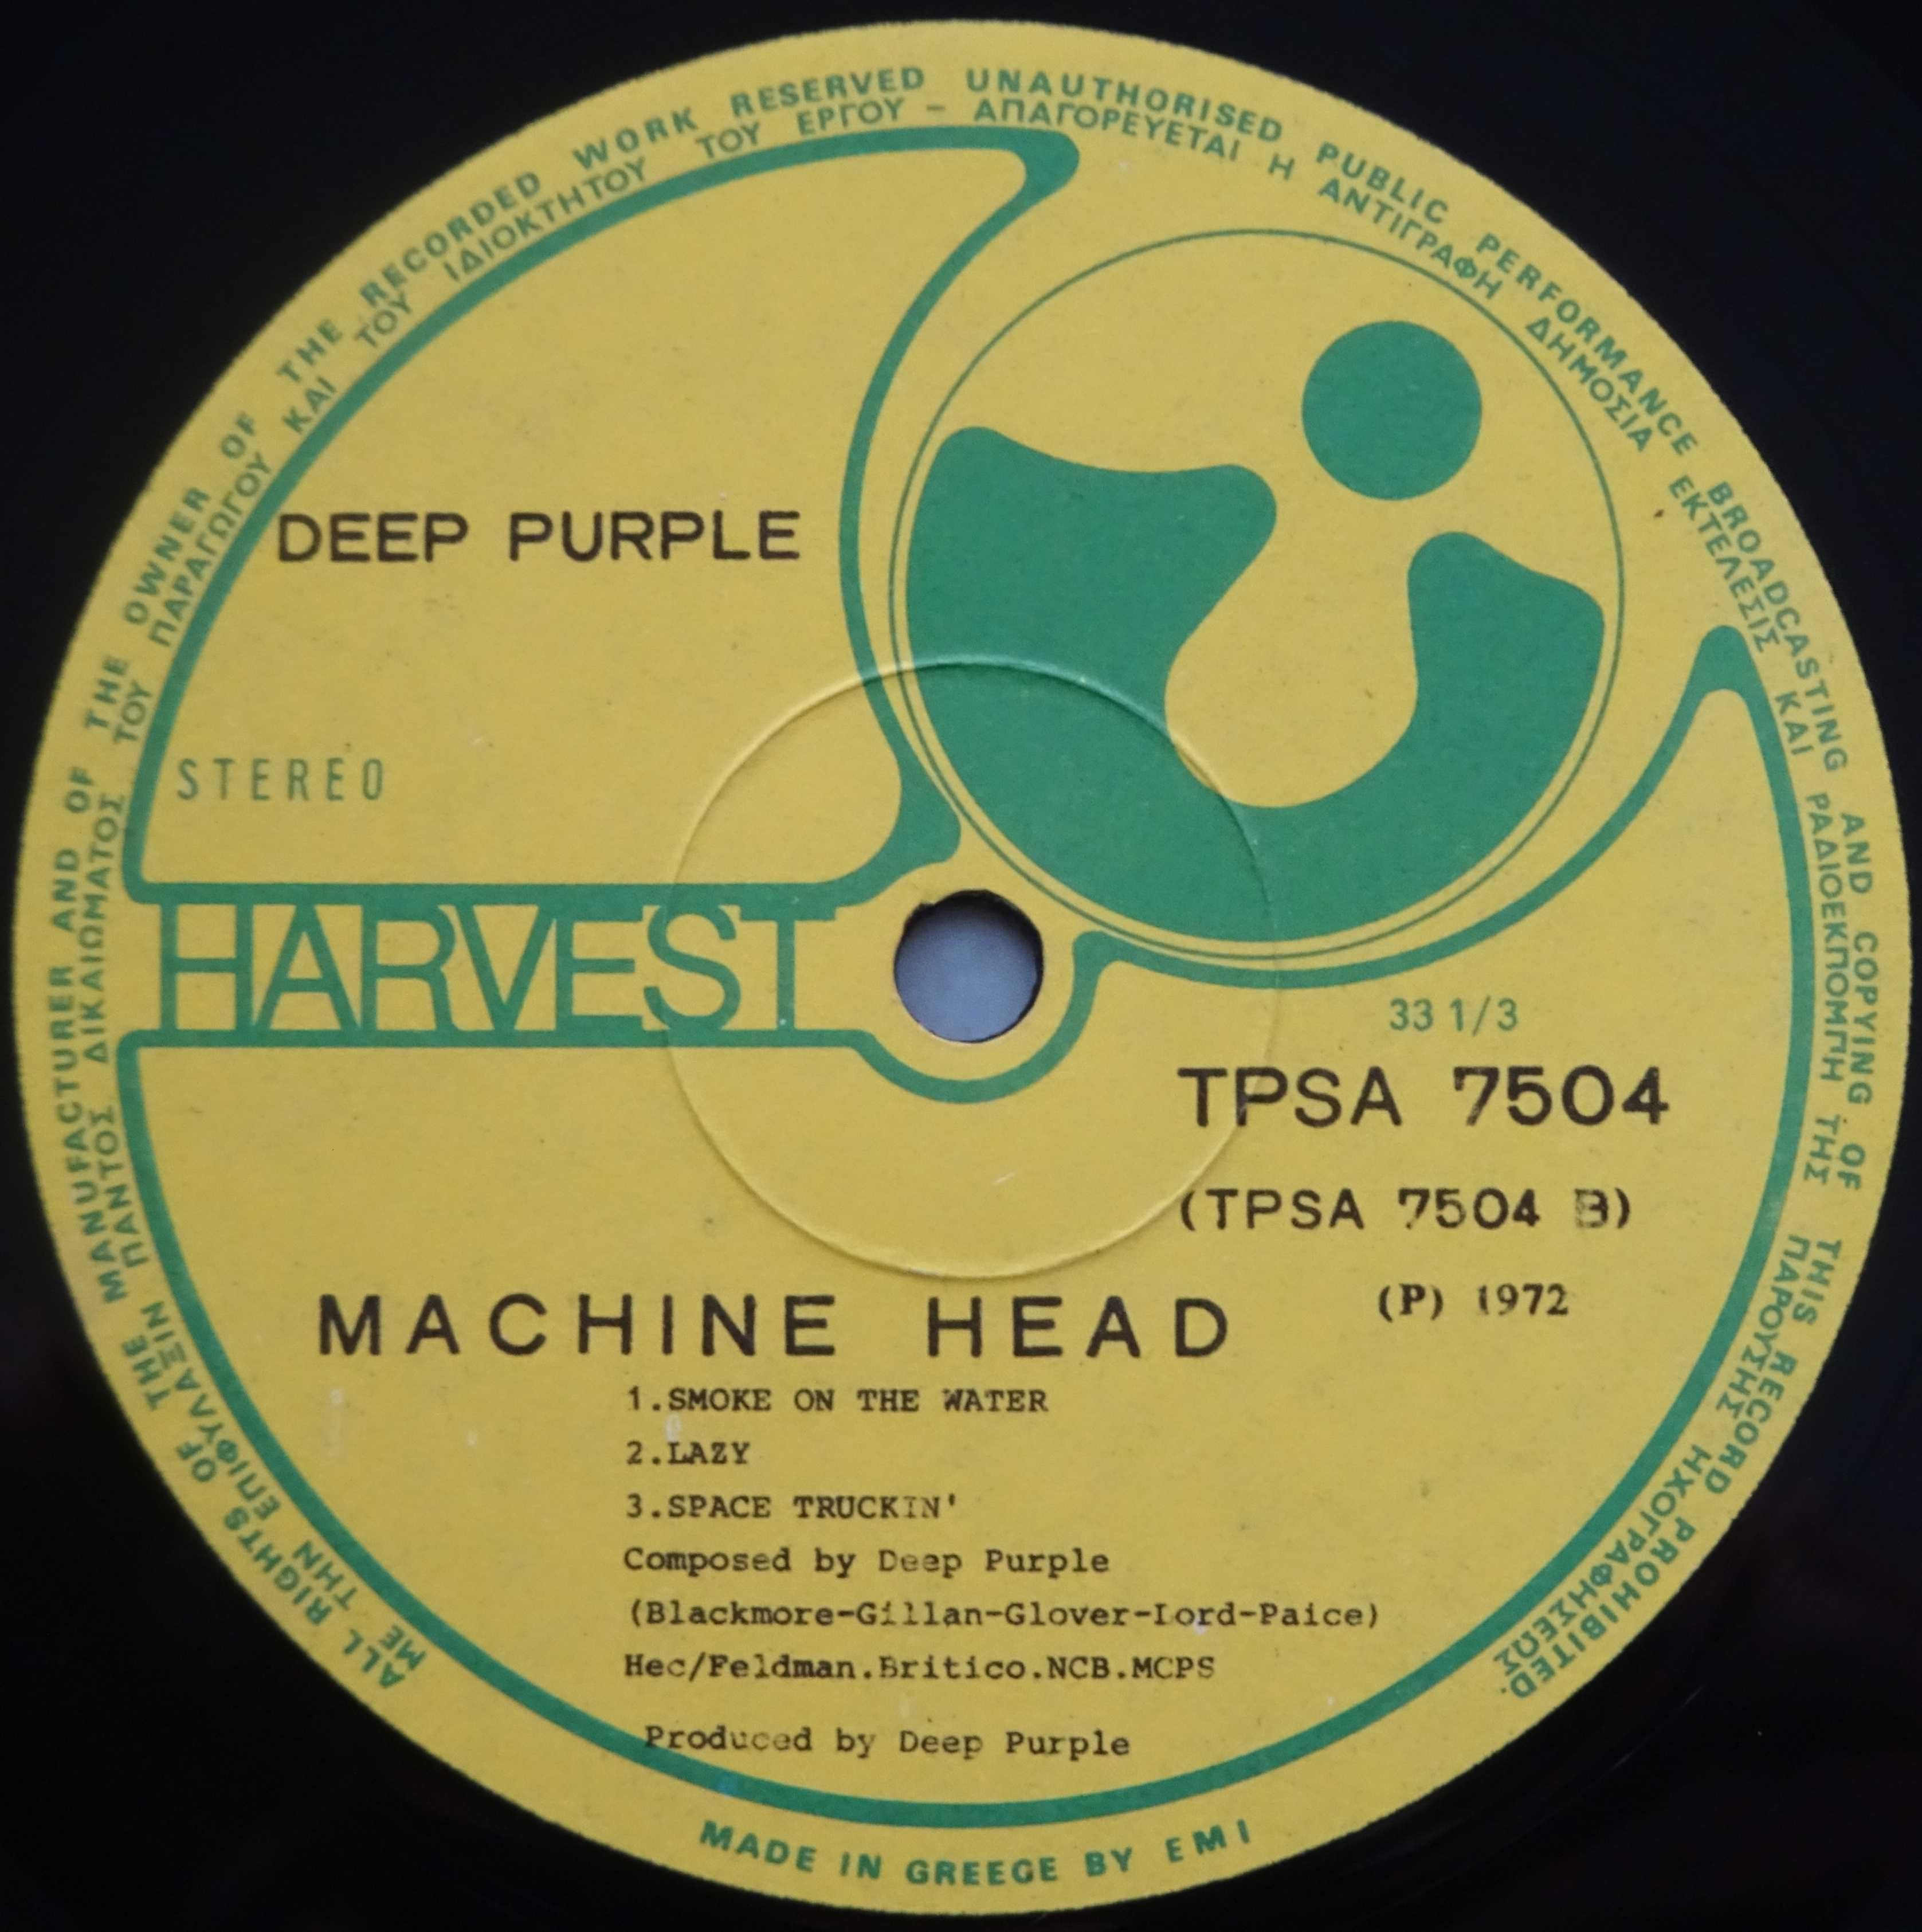 ALL RIGHTS OF THE MANUFACTURER AND OF THE OWNER OF THE RECORDED WORK RESERVED UNAUTHORISED PUBLIC PERFORMANCE BROADCASTING AND COPYING OF THIS RECORD PROHIBITED.
ΜΕ ΤΗΝ ΕΠΙΦΥΛΑΞΙΝ ΠΑΝΤΟΣ ΔΙΚΑΙΩΜΑΤΟΣ ΤΟΥ ΠΑΡΑΓΩΓΟΥ ΚΑΙ ΤΟΥ ΙΔΙΟΚΤΗΤΟΥ ΤΟΥ ΕΡΓΟΥ - ΑΠΑΓΟΡΕΥΕΤΑΙ Η ΑΝΤΙΓΡΑΦΗ ΔΗΜΟΣΙΑ ΕΚΤΕΛΕΣΙΣ ΚΑΙ ΡΑΔΙΟΕΚΠΟΜΠΗ ΤΗΣ ΠΑΡΟΥΣΗΣ ΗΧΟΓΡΑΦΗΣΕΩΣ
DEEP PURPLE
STEREO
HARVEST
33 1/3
TPSA 7504
(TPSA 7504 B)
(P) 1972
MACHINE HEAD
1.SMOKE ON THE WATER
2.LAZY
3.SPACE TRUCKIN'
Composed by Deep Purple
(Blackmore-Gillan-Glover-Lord-Paice)
Hec/Feldman.Britico.NCB.MCPS
Produced by Deep Purple
MADE IN GREECE BY EMI